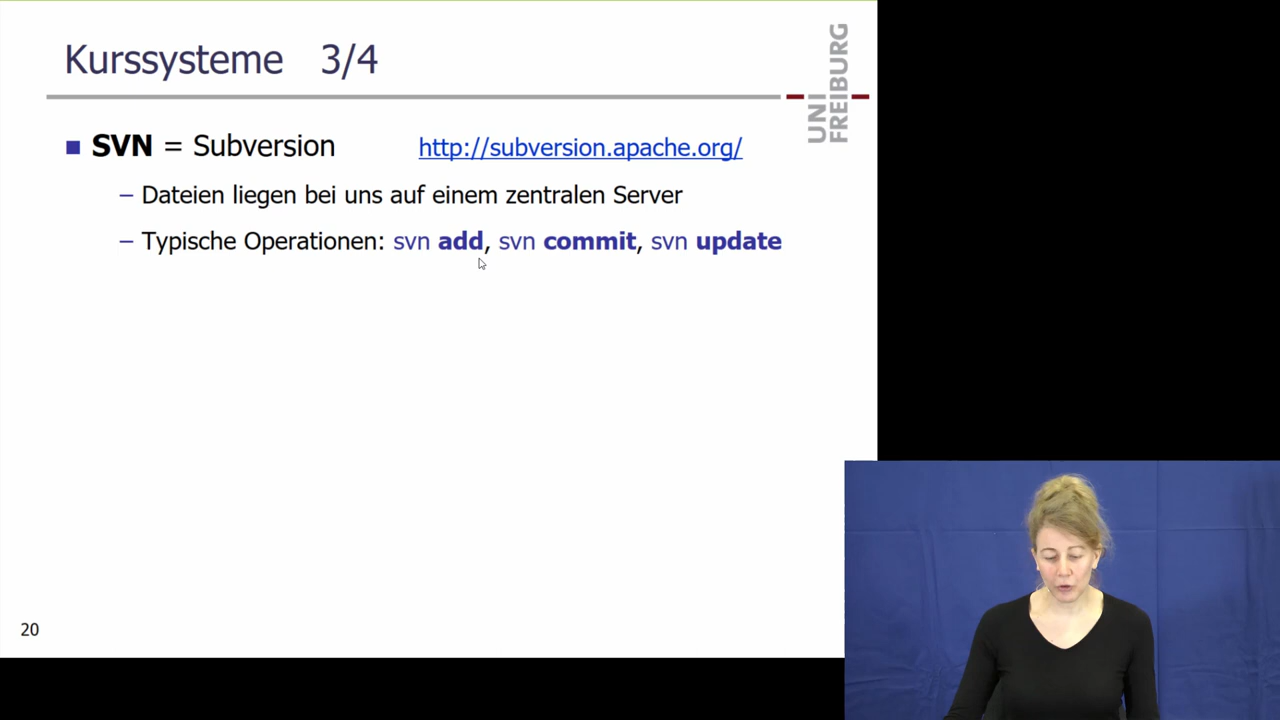 Kurssysteme 3/4
UNI
FREIBURG
SVN = Subversion http://subversion.apache.org/
– Dateien liegen bei uns auf einem zentralen Server
– Typische Operationen: svn add, svn commit, svn update
20